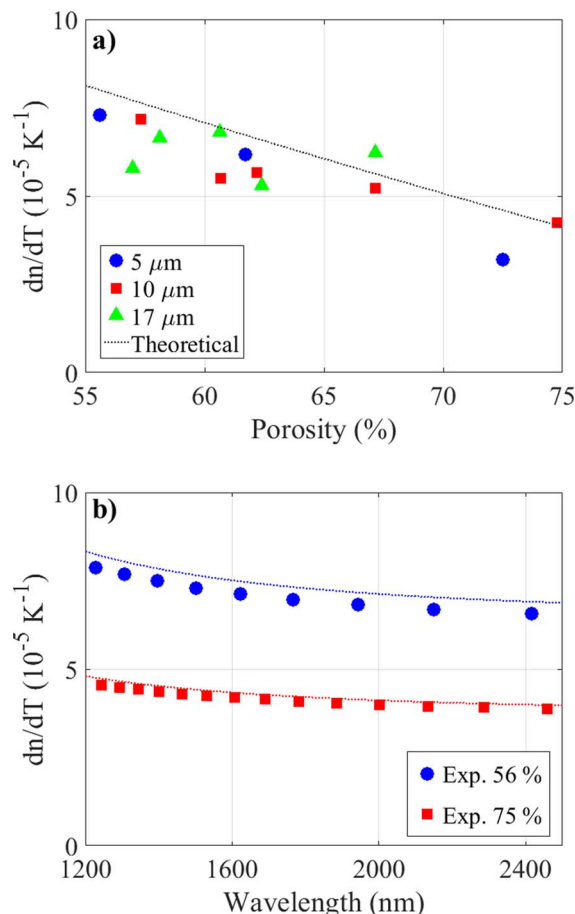 a)
10
5
0
dn/dT (10⁻⁵ K⁻¹)
5 μm
10 μm
17 μm
Theoretical
55 60 65 70 75
Porosity (%)
b)
10
5
0
dn/dT (10⁻⁵ K⁻¹)
Exp. 56 %
Exp. 75 %
1200 1600 2000 2400
Wavelength (nm)